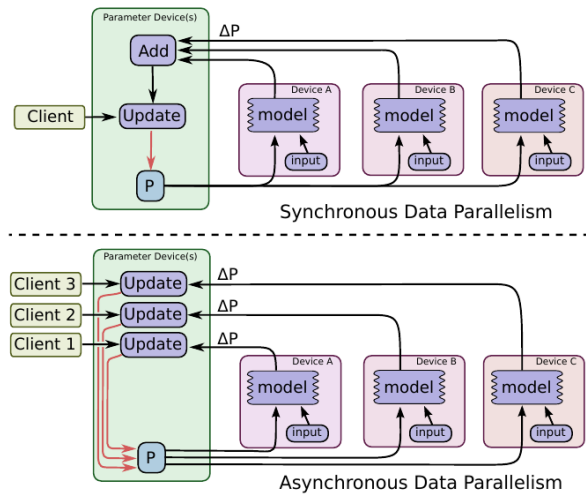 Parameter Device(s)
ΔP
Add
Device A
Device B
Device C
Client
Update
model
model
model
input
input
input
P
Synchronous Data Parallelism
Parameter Device(s)
Client 3
Update
ΔP
Client 2
Update
ΔP
Client 1
Update
ΔP
Device A
Device B
Device C
model
model
model
input
input
input
P
Asynchronous Data Parallelism